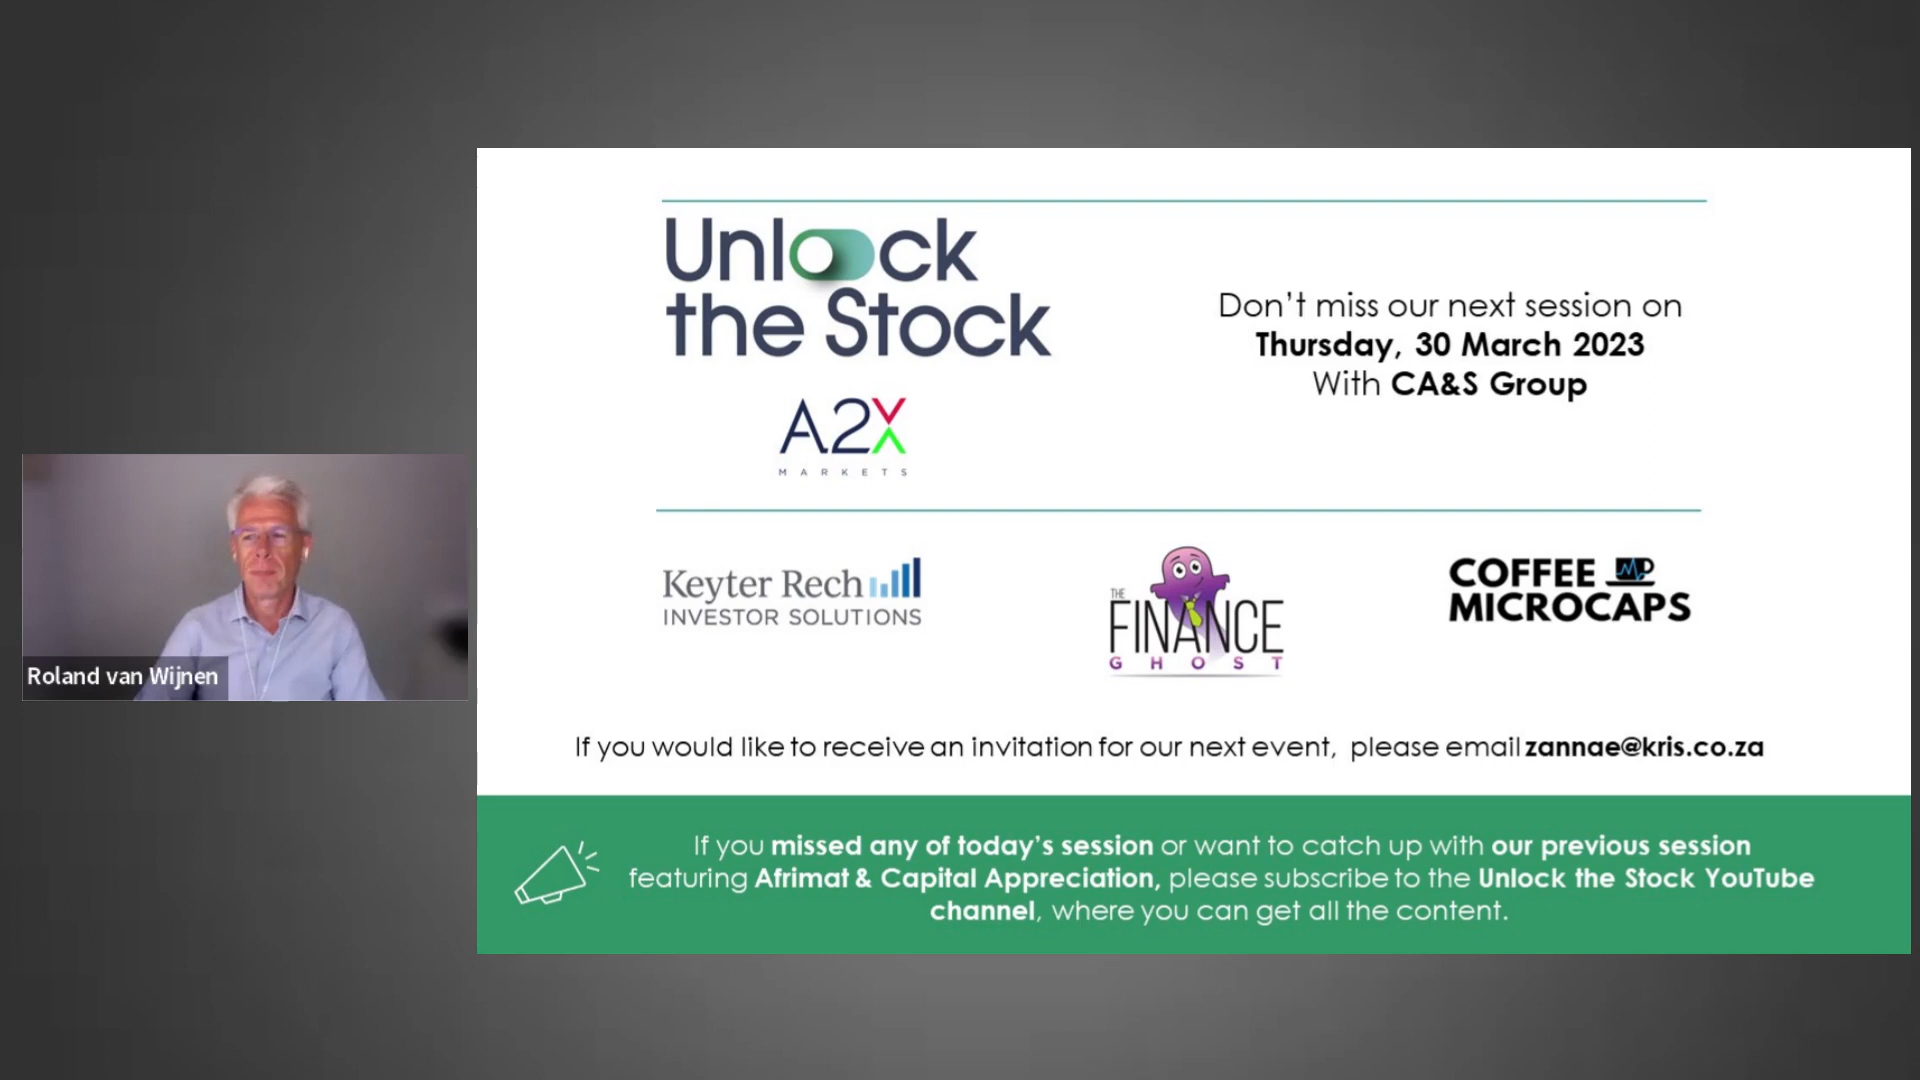 Unlock
the Stock
A2X
MARKETS
Don't miss our next session on
Thursday, 30 March 2023
With CA&S Group
Keyter Rech
INVESTOR SOLUTIONS
THE
FINANCE
GHOST
COFFEE
MICROCAPS
Roland van Wijnen
If you would like to receive an invitation for our next event, please email zannae@kris.co.za
If you missed any of today's session or want to catch up with our previous session
featuring Afrimat & Capital Appreciation, please subscribe to the Unlock the Stock YouTube
channel, where you can get all the content.